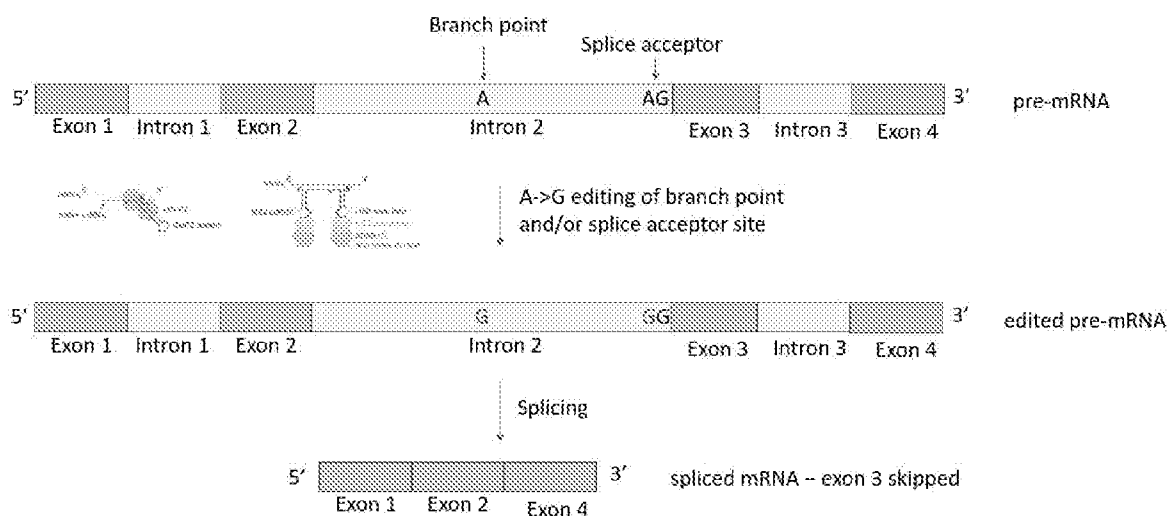 Branch point
Splice acceptor
5' A AG 3' pre-mRNA
Exon 1 Intron 1 Exon 2 Intron 2 Exon 3 Intron 3 Exon 4
A->G editing of branch point
and/or splice acceptor site
5' G GG 3' edited pre-mRNA
Exon 1 Intron 1 Exon 2 Intron 2 Exon 3 Intron 3 Exon 4
Splicing
5' 3' spliced mRNA – exon 3 skipped
Exon 1 Exon 2 Exon 4